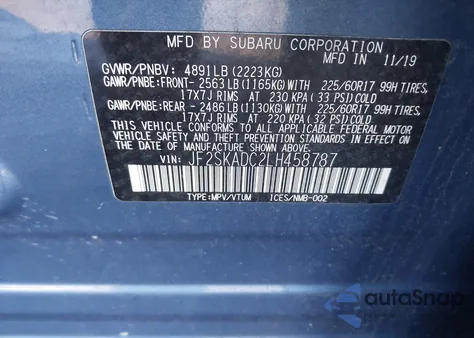 MFD BY SUBARU CORPORATION
MFD IN 11/19
GVWR/PNBV: 4891LB(2223KG)
GAWR/PNBE:FRONT- 2563LB(1165KG)WITH 225/60R17 99H TIRES,
17X7J RIMS AT 230 KPA(33 PSI)COLD
GAWR/PNBE:REAR - 2486LB(1130KG)WITH 225/60R17 99H TIRES,
17X7J RIMS AT 220 KPA(32 PSI)COLD
THIS VEHICLE CONFORMS TO ALL APPLICABLE FEDERAL MOTOR
VEHICLE SAFETY AND THEFT PREVENTION STANDARDS IN EFFECT ON THE
DATE OF MANUFACTURE SHOWN ABOVE.
VIN: JF2SKADC2LH458787
TYPE:MPV/VTUM ICES/NMB-002
autoSnap